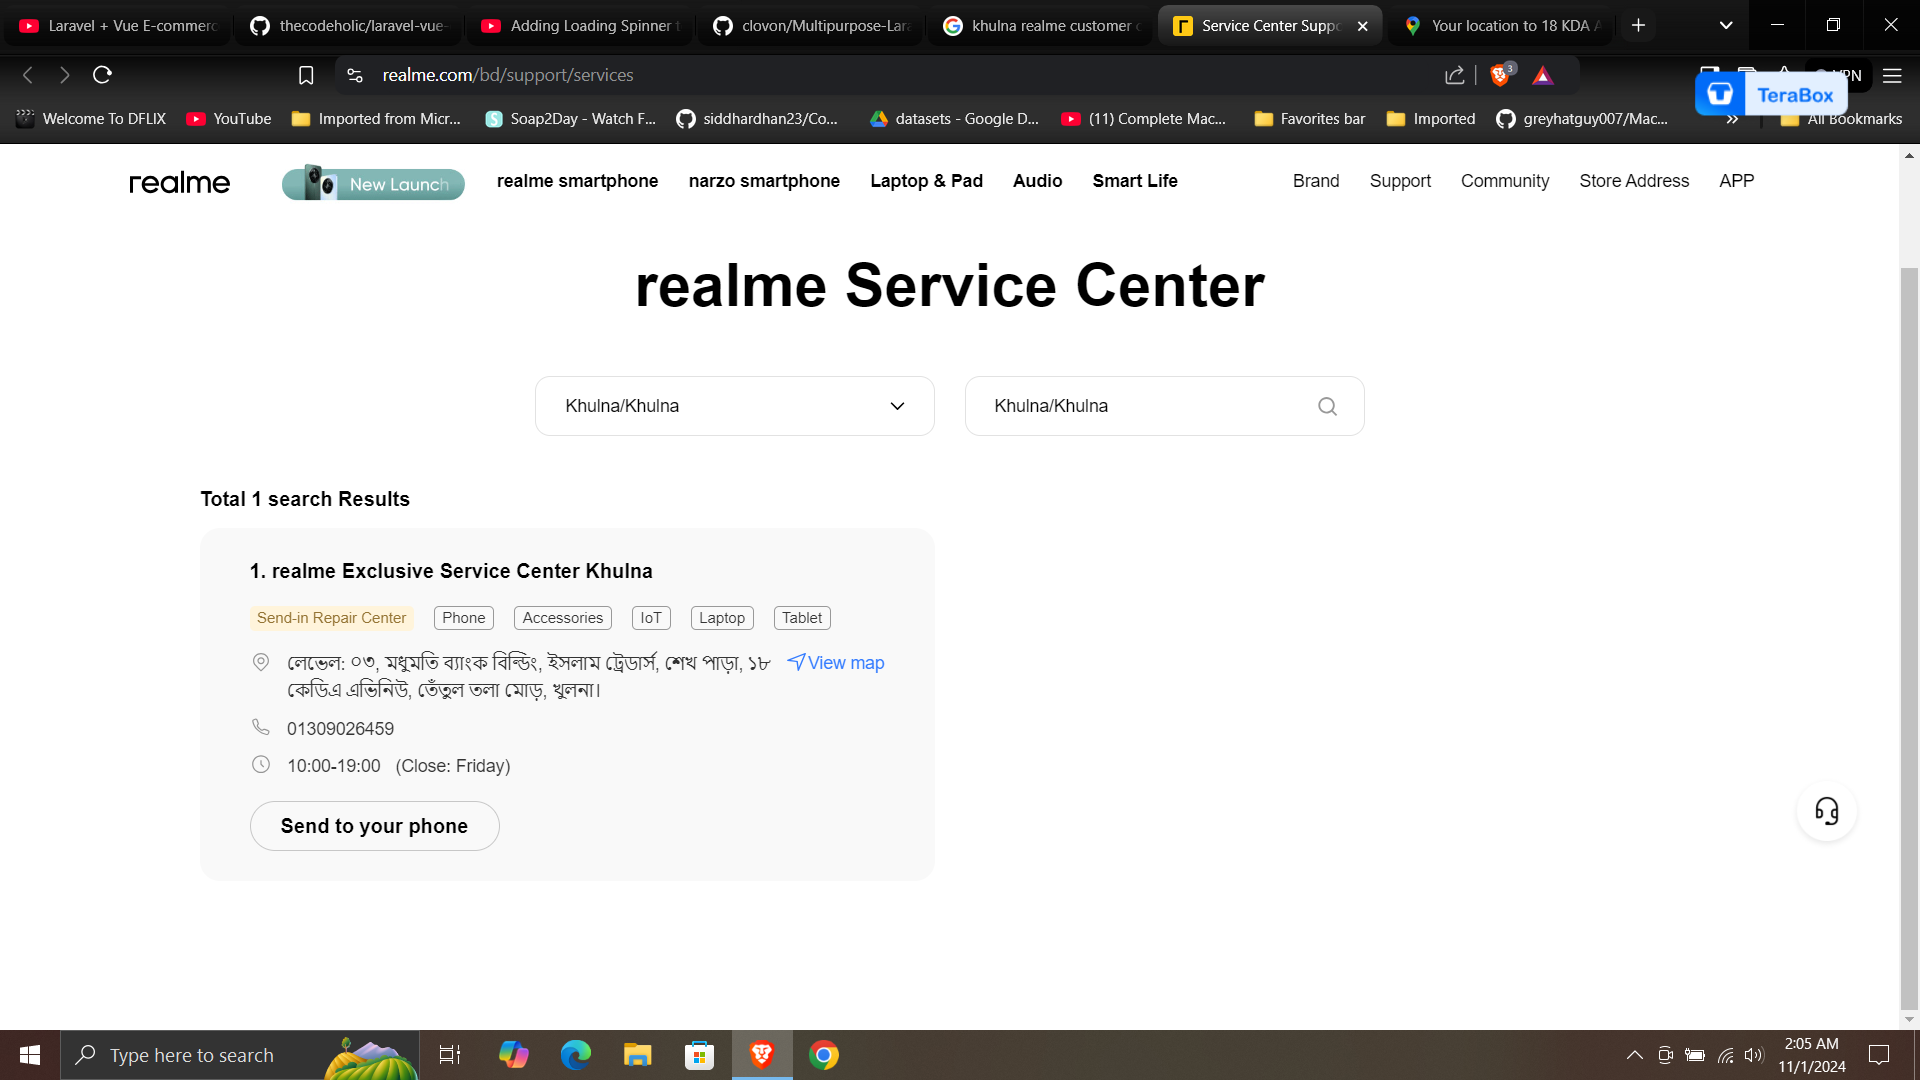 Laravel + Vue E-commerc
thecodeholic/laravel-vue-
Adding Loading Spinner t
clovon/Multipurpose-Lara
khulna realme customer c
Service Center Suppo
Your location to 18 KDA A
realme.com/bd/support/services
3
VPN
TeraBox
Welcome To DFLIX
YouTube
Imported from Micr...
Soap2Day - Watch F...
siddhardhan23/Co...
datasets - Google D...
(11) Complete Mac...
Favorites bar
Imported
greyhatguy007/Mac...
All Bookmarks
realme
New Launch
realme smartphone
narzo smartphone
Laptop & Pad
Audio
Smart Life
Brand
Support
Community
Store Address
APP
realme Service Center
Khulna/Khulna
Khulna/Khulna
Total 1 search Results
1. realme Exclusive Service Center Khulna
Send-in Repair Center
Phone
Accessories
IoT
Laptop
Tablet
লেভেল: ০৩, মধুমতি ব্যাংক বিল্ডিং, ইসলাম ট্রেডার্স, শেখ পাড়া, ১৮
View map
কেডিএ এভিনিউ, তেঁতুল তলা মোড়, খুলনা।
01309026459
10:00-19:00 (Close: Friday)
Send to your phone
Type here to search
2:05 AM
11/1/2024